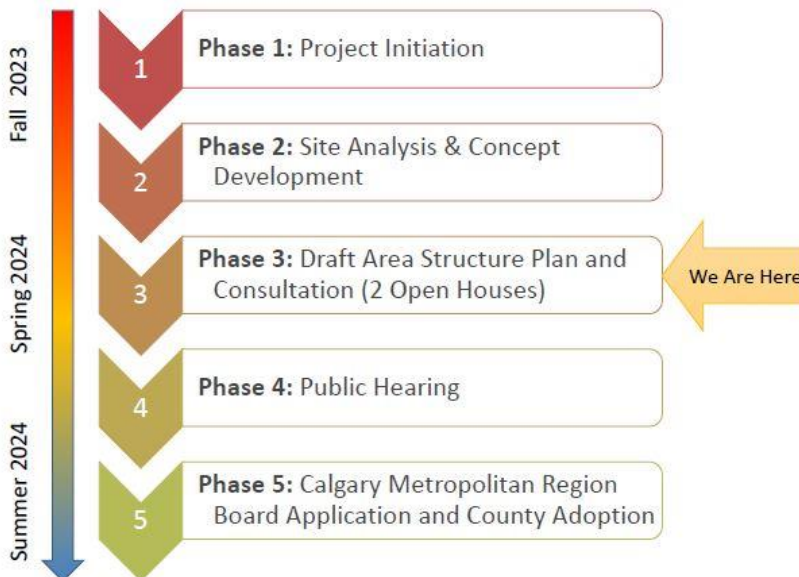 Fall 2023
Spring 2024
Summer 2024
1
Phase 1: Project Initiation
2
Phase 2: Site Analysis & Concept
Development
3
Phase 3: Draft Area Structure Plan and
Consultation (2 Open Houses)
We Are Here
4
Phase 4: Public Hearing
5
Phase 5: Calgary Metropolitan Region
Board Application and County Adoption